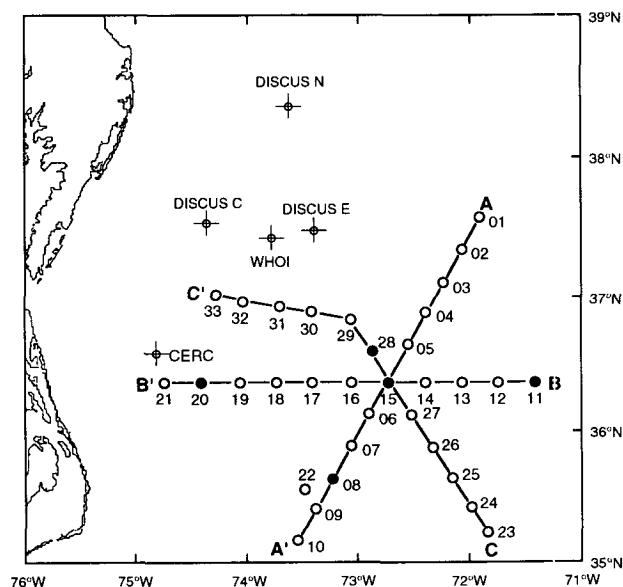 39°N
DISCUS N
38°N
DISCUS C
DISCUS E
A
01
WHOI
02
03
C'
37°N
33
32
31
30
29
04
28
05
CERC
B'
B
21
20
19
18
17
16
15
14
13
12
11
06
27
36°N
07
26
22
08
25
09
24
A'
10
23
C
35°N
76°W
75°W
74°W
73°W
72°W
71°W